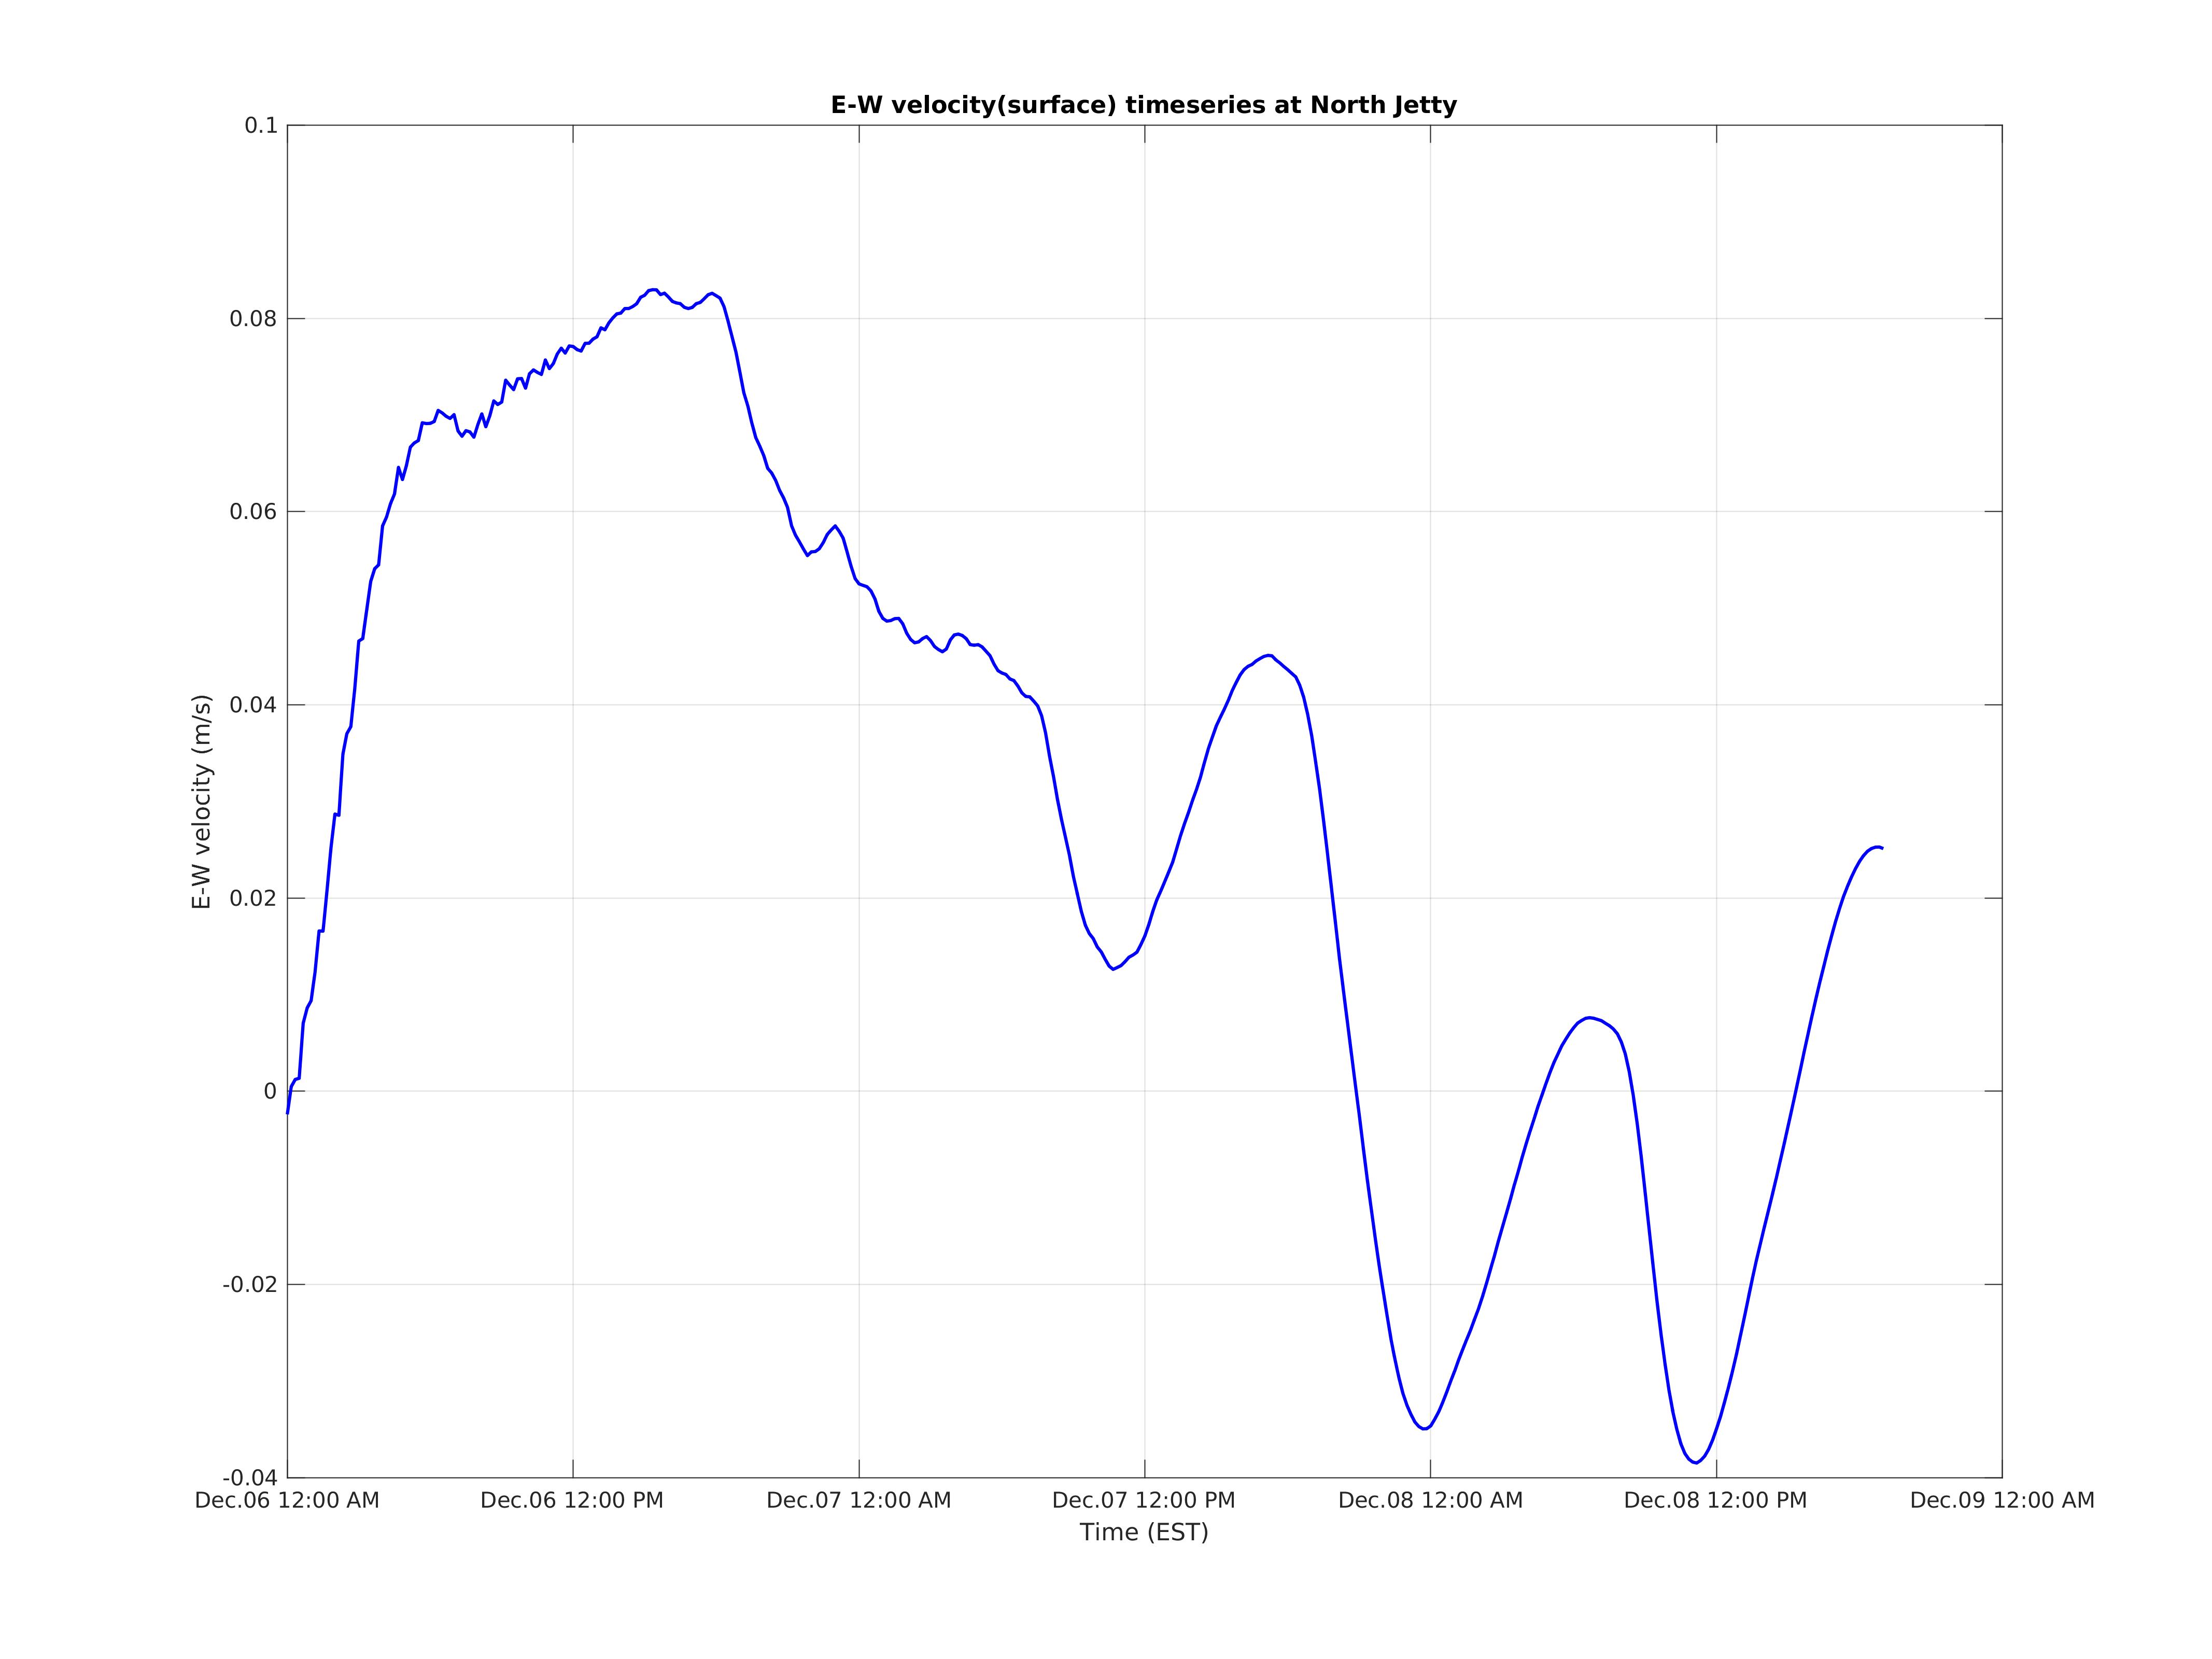 E-W velocity(surface) timeseries at North Jetty
0.1
0.08
0.06
0.04
0.02
0
-0.02
-0.04
E-W velocity (m/s)
Dec.06 12:00 AM Dec.06 12:00 PM Dec.07 12:00 AM Dec.07 12:00 PM Dec.08 12:00 AM Dec.08 12:00 PM Dec.09 12:00 AM
Time (EST)